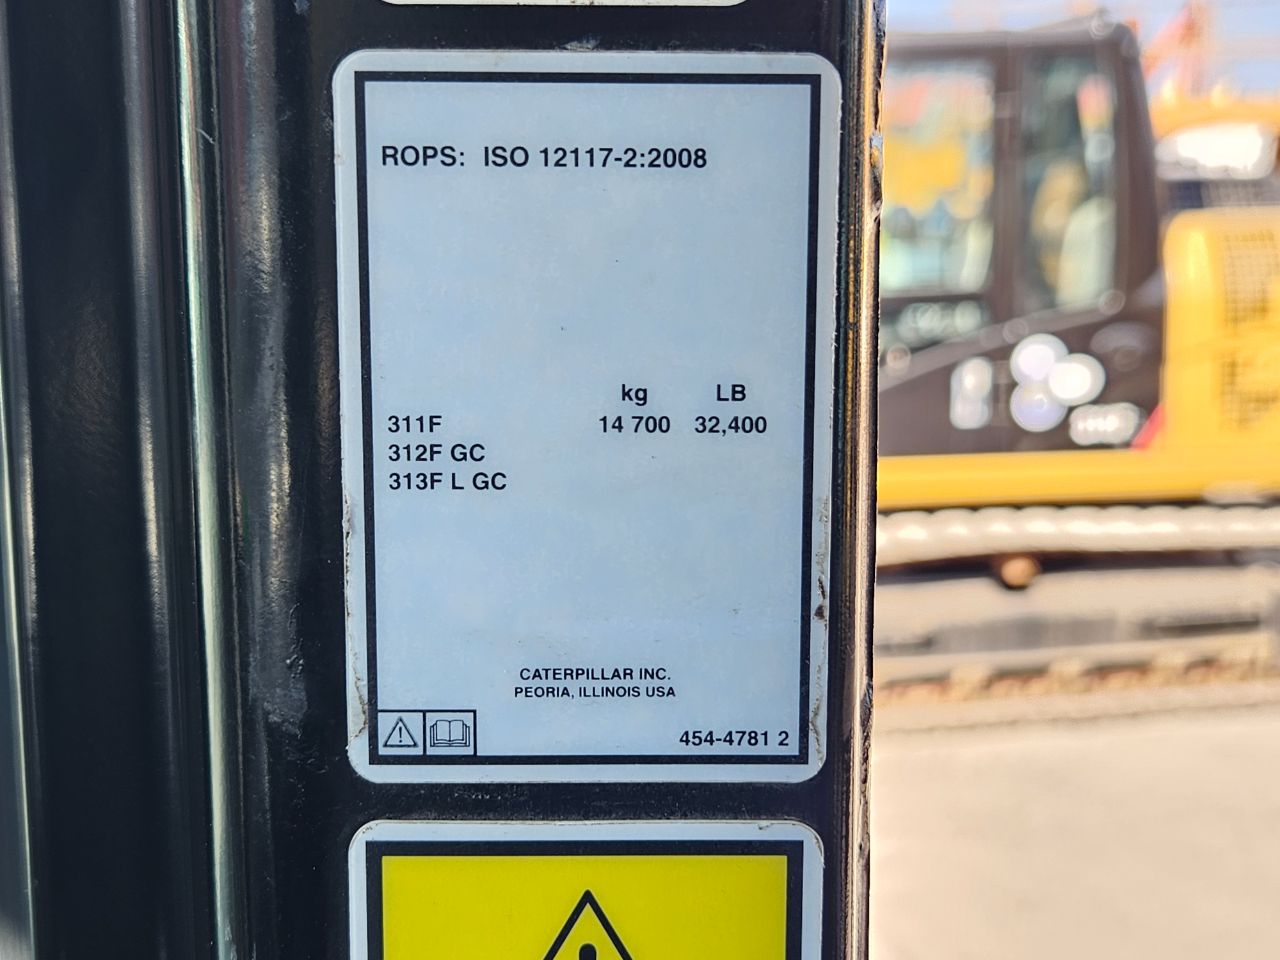 ROPS: ISO 12117-2:2008
kg LB
311F 14 700 32,400
312F GC
313F L GC
CATERPILLAR INC.
PEORIA, ILLINOIS USA
454-4781 2